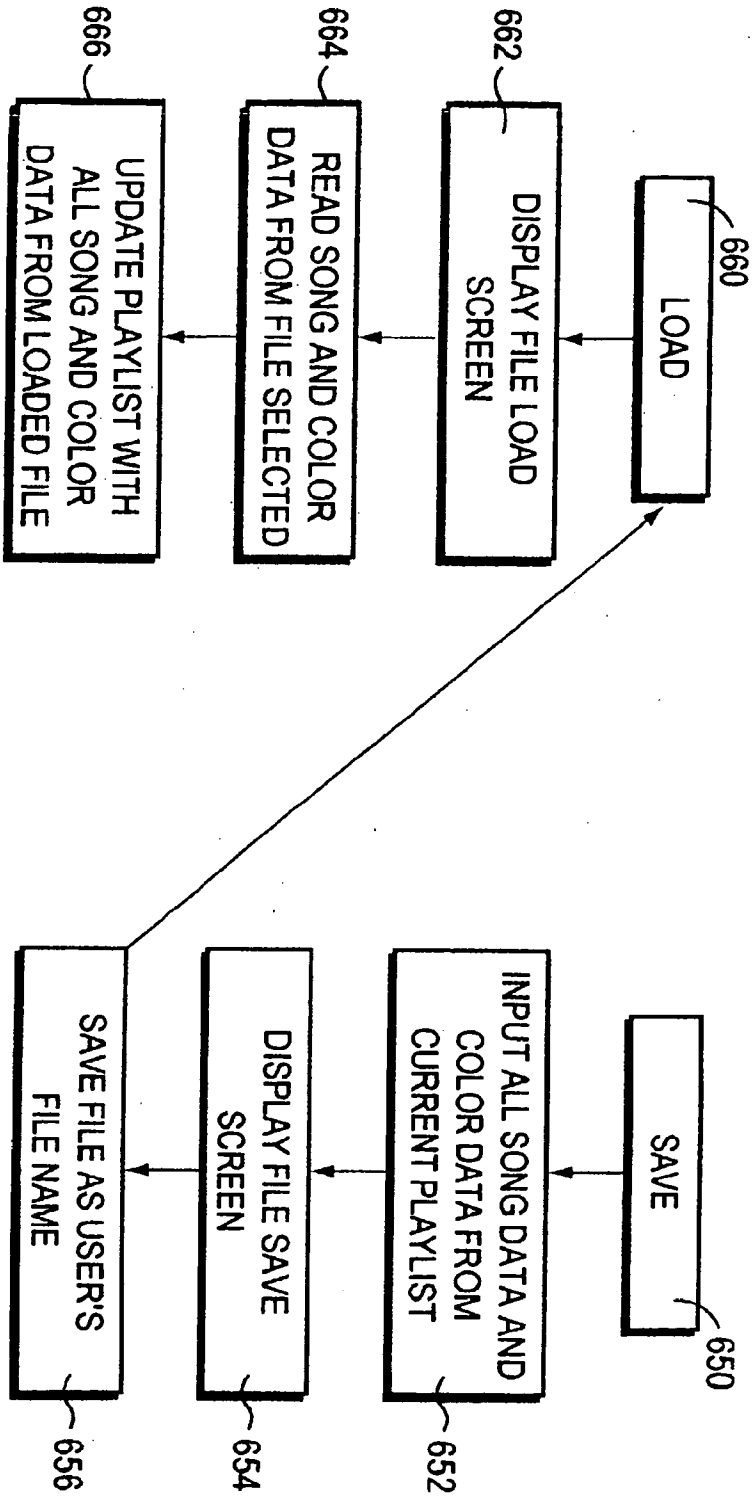 660
LOAD
662
DISPLAY FILE LOAD
SCREEN
664
READ SONG AND COLOR
DATA FROM FILE SELECTED
666
UPDATE PLAYLIST WITH
ALL SONG AND COLOR
DATA FROM LOADED FILE
650
SAVE
652
INPUT ALL SONG DATA AND
COLOR DATA FROM
CURRENT PLAYLIST
654
DISPLAY FILE SAVE
SCREEN
656
SAVE FILE AS USER'S
FILE NAME